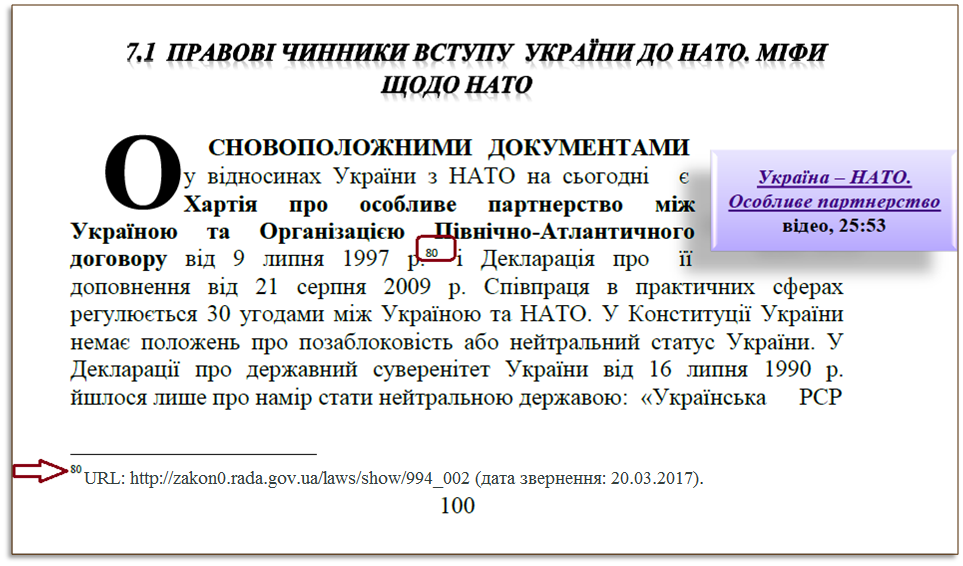 7.1 ПРАВОВІ ЧИННИКИ ВСТУПУ УКРАЇНИ ДО НАТО. МІФИ
ЩОДО НАТО
ОСНОВОПОЛОЖНИМИ ДОКУМЕНТАМИ
у відносинах України з НАТО на сьогодні є
Хартія про особливе партнерство між
Україною та Організацією Північно-Атлантичного
договору від 9 липня 1997 р.80 і Декларація про її
доповнення від 21 серпня 2009 р. Співпраця в практичних сферах
регулюється 30 угодами між Україною та НАТО. У Конституції України
немає положень про позаблоковість або нейтральний статус України. У
Декларації про державний суверенітет України від 16 липня 1990 р.
йшлося лише про намір стати нейтральною державою: «Українська РСР
Україна – НАТО.
Особливе партнерство
відео, 25:53
80 URL: http://zakon0.rada.gov.ua/laws/show/994_002 (дата звернення: 20.03.2017).
100